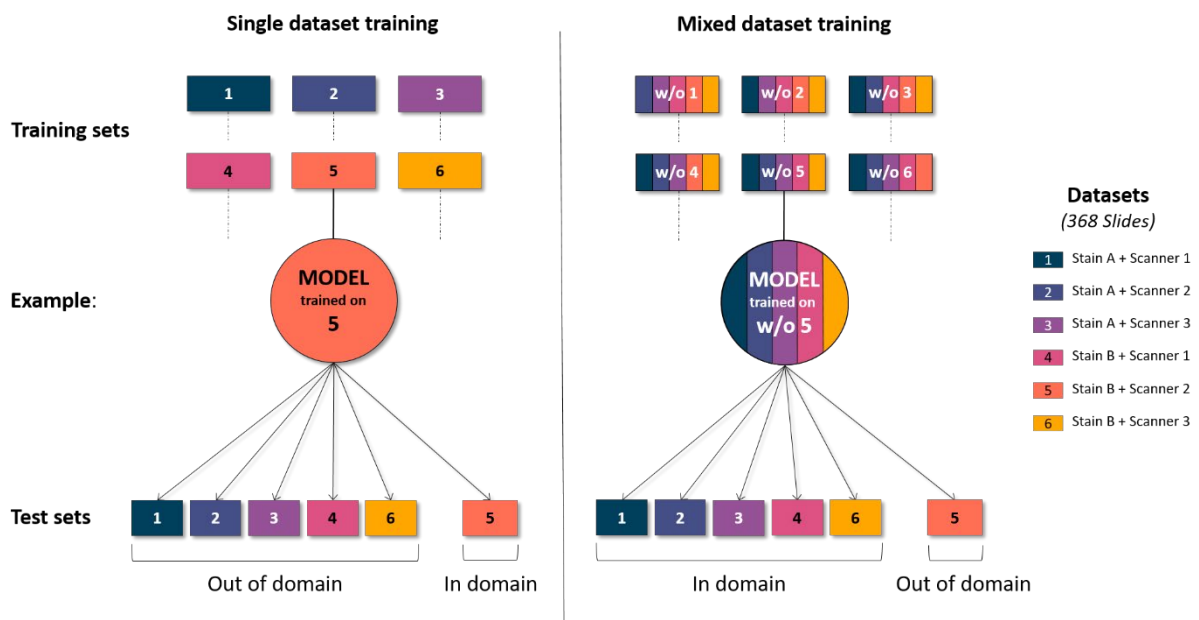 Single dataset training
Mixed dataset training
Training sets
1 2 3
4 5 6
w/o 1 w/o 2 w/o 3
w/o 4 w/o 5 w/o 6
Example:
MODEL
trained on
5
MODEL
trained on
w/o 5
Test sets
1 2 3 4 6 5
Out of domain In domain
1 2 3 4 6 5
In domain Out of domain
Datasets
(368 Slides)
1 Stain A + Scanner 1
2 Stain A + Scanner 2
3 Stain A + Scanner 3
4 Stain B + Scanner 1
5 Stain B + Scanner 2
6 Stain B + Scanner 3